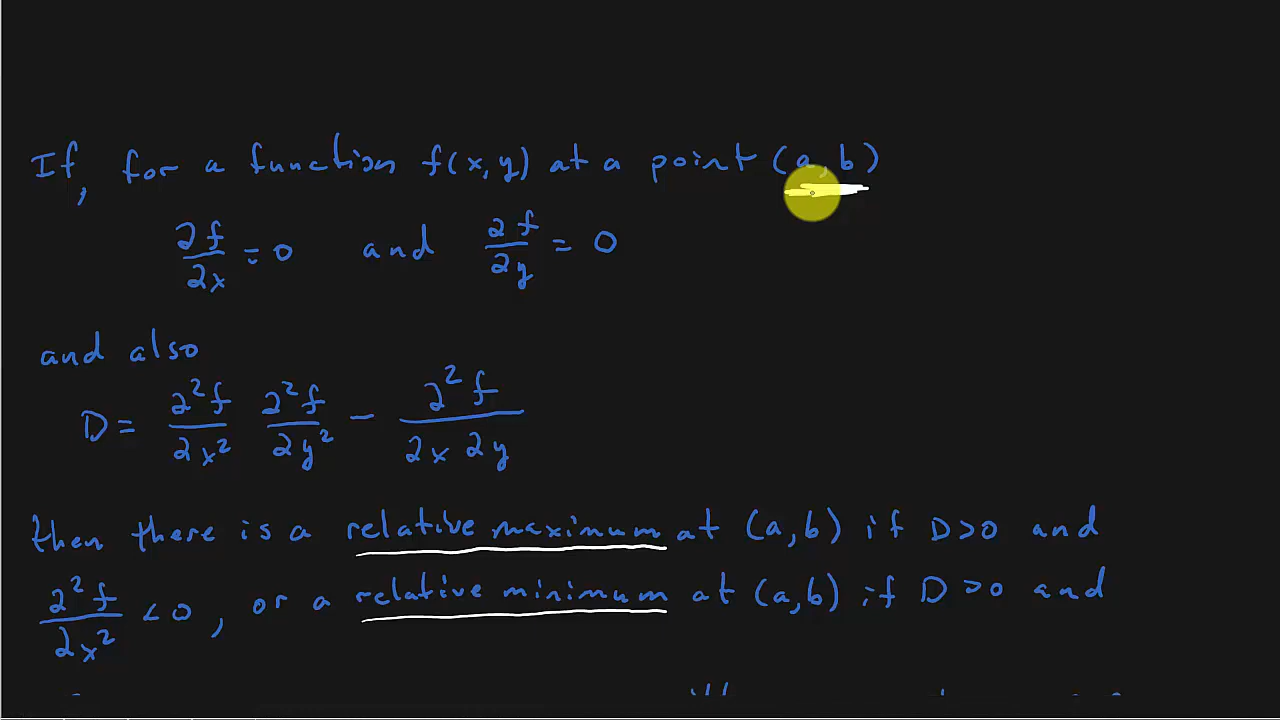 If, for a function f(x,y) at a point (a,b)
∂f/∂x = 0 and ∂f/∂y = 0
and also
D = ∂²f/∂x² ∂²f/∂y² - ∂²f/∂x ∂y
then there is a relative maximum at (a,b) if D>0 and
∂²f/∂x² <0, or a relative minimum at (a,b) if D>0 and